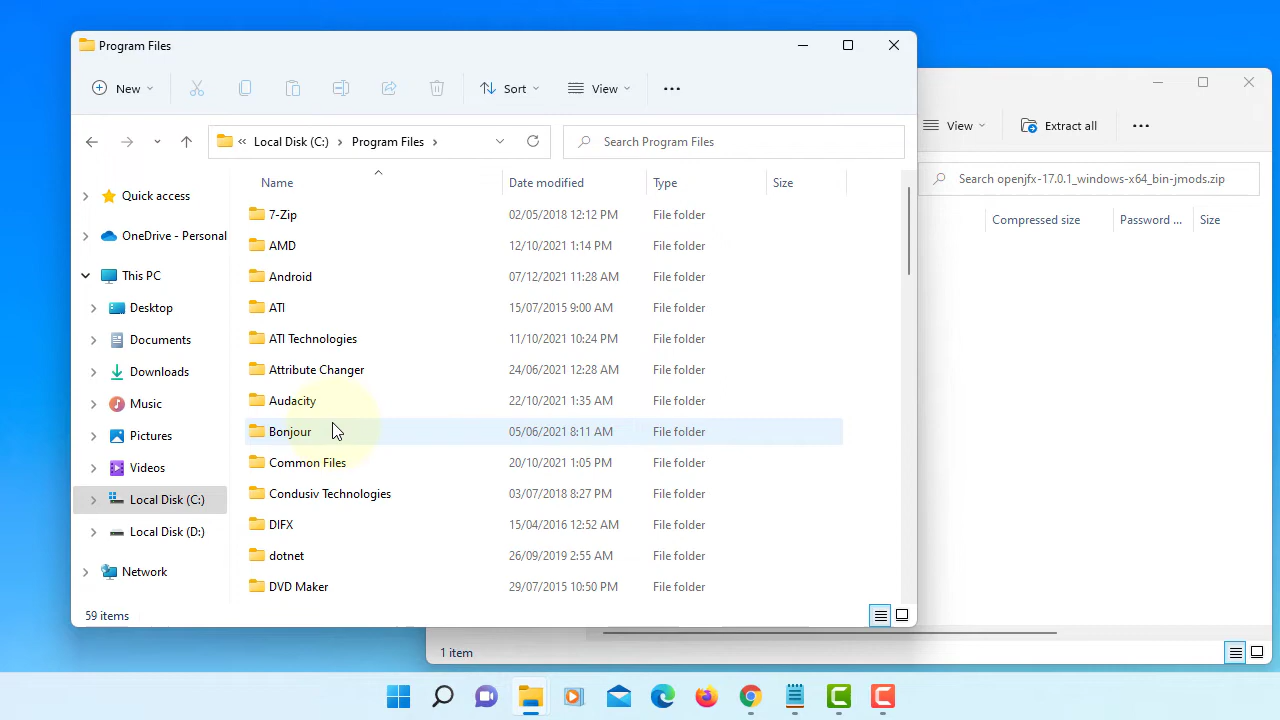 Program Files
New
Sort
View
« Local Disk (C:) › Program Files ›
Search Program Files
Name Date modified Type Size
Quick access
OneDrive - Personal
This PC
Desktop
Documents
Downloads
Music
Pictures
Videos
Local Disk (C:)
Local Disk (D:)
Network
7-Zip 02/05/2018 12:12 PM File folder
AMD 12/10/2021 1:14 PM File folder
Android 07/12/2021 11:28 AM File folder
ATI 15/07/2015 9:00 AM File folder
ATI Technologies 11/10/2021 10:24 PM File folder
Attribute Changer 24/06/2021 12:28 AM File folder
Audacity 22/10/2021 1:35 AM File folder
Bonjour 05/06/2021 8:11 AM File folder
Common Files 20/10/2021 1:05 PM File folder
Condusiv Technologies 03/07/2018 8:27 PM File folder
DIFX 15/04/2016 12:52 AM File folder
dotnet 26/09/2019 2:55 AM File folder
DVD Maker 29/07/2015 10:50 PM File folder
59 items
View
Extract all
Search openjfx-17.0.1_windows-x64_bin-jmods.zip
Compressed size Password ... Size
1 item